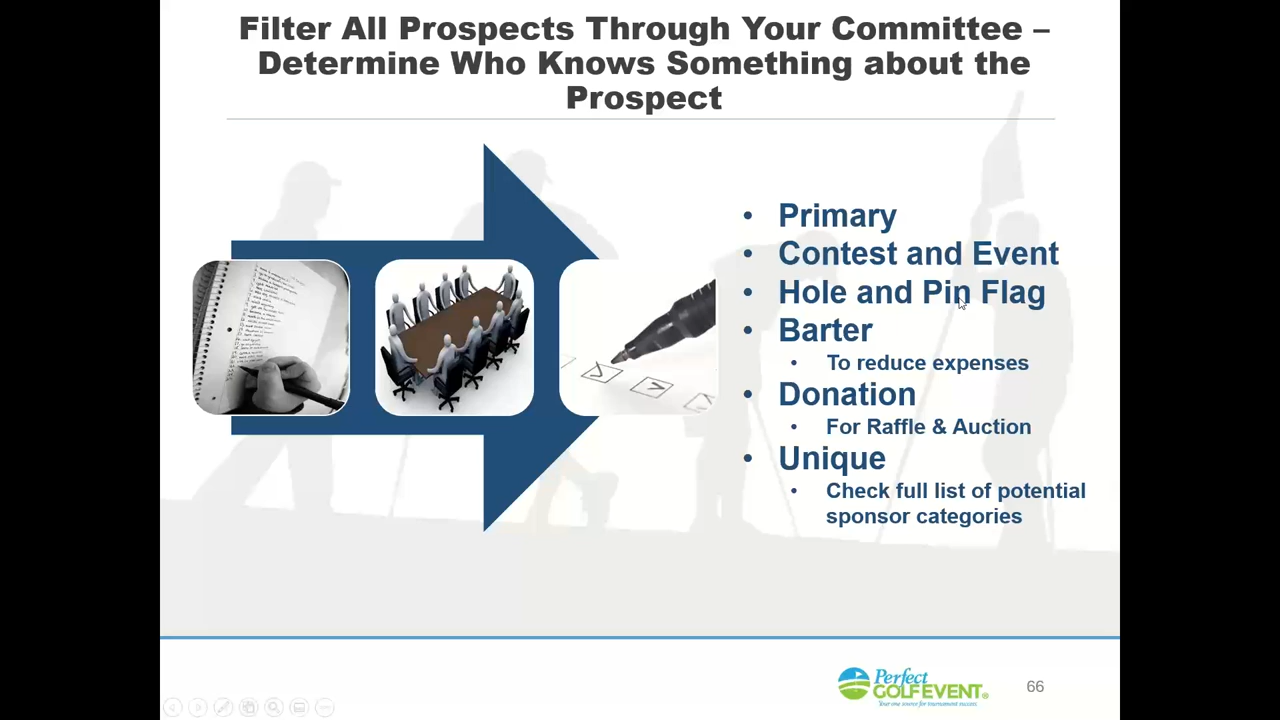 Filter All Prospects Through Your Committee –
Determine Who Knows Something about the
Prospect
• Primary
• Contest and Event
• Hole and Pin Flag
• Barter
• To reduce expenses
• Donation
• For Raffle & Auction
• Unique
• Check full list of potential
sponsor categories
Perfect
GOLF EVENT®
Your one source for tournament success
66